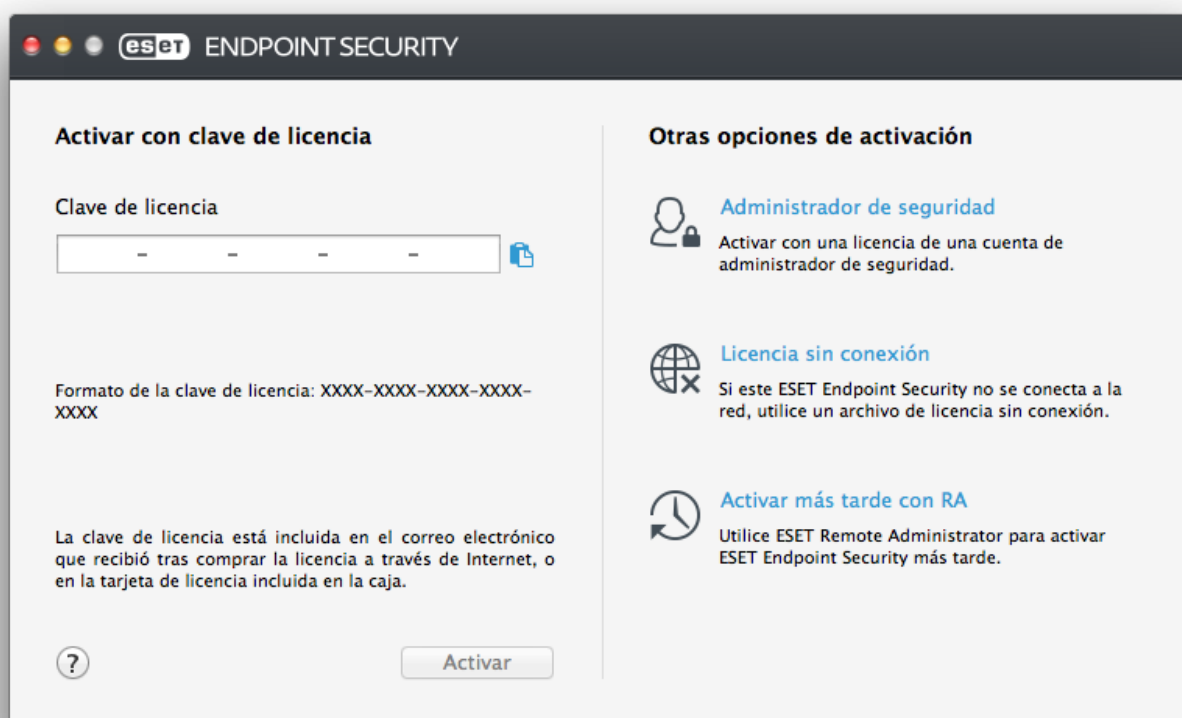 eset ENDPOINT SECURITY
Activar con clave de licencia
Clave de licencia
- - - -
Formato de la clave de licencia: XXXX-XXXX-XXXX-XXXX-
XXXX
La clave de licencia está incluida en el correo electrónico
que recibió tras comprar la licencia a través de Internet, o
en la tarjeta de licencia incluida en la caja.
?
Activar
Otras opciones de activación
Administrador de seguridad
Activar con una licencia de una cuenta de
administrador de seguridad.
Licencia sin conexión
Si este ESET Endpoint Security no se conecta a la
red, utilice un archivo de licencia sin conexión.
Activar más tarde con RA
Utilice ESET Remote Administrator para activar
ESET Endpoint Security más tarde.